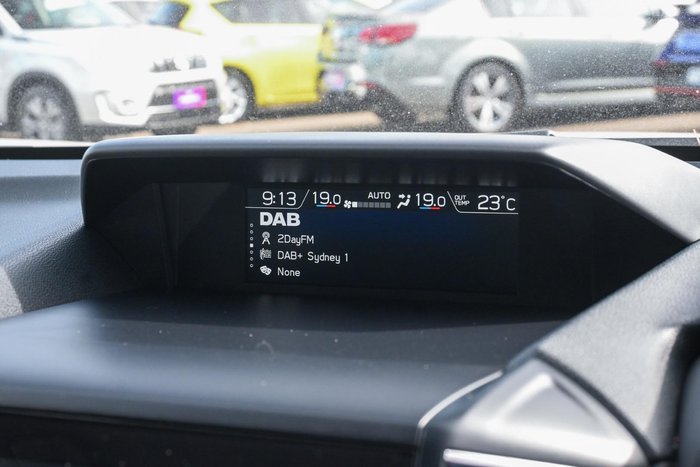 9:13 19.0 AUTO 19.0 OUT TEMP 23°C
DAB
2DayFM
DAB+ Sydney 1
None